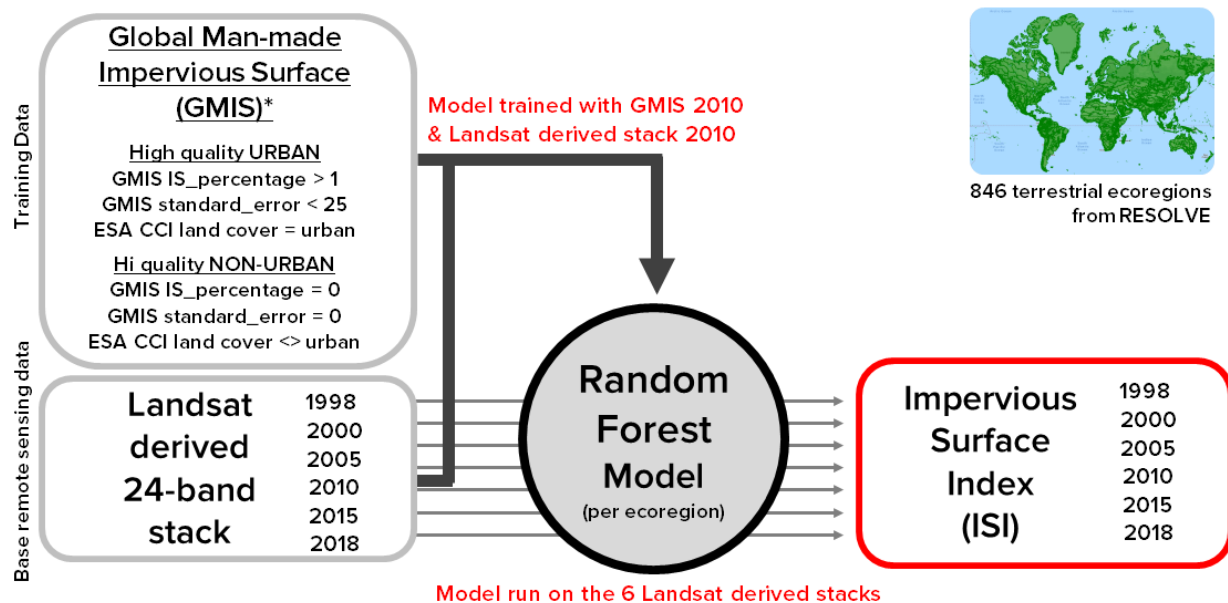 Training Data
Global Man-made
Impervious Surface
(GMIS)*
High quality URBAN
GMIS IS_percentage > 1
GMIS standard_error < 25
ESA CCI land cover = urban
Hi quality NON-URBAN
GMIS IS_percentage = 0
GMIS standard_error = 0
ESA CCI land cover <> urban
Model trained with GMIS 2010
& Landsat derived stack 2010
846 terrestrial ecoregions
from RESOLVE
Base remote sensing data
Landsat
derived
24-band
stack
1998
2000
2005
2010
2015
2018
Random
Forest
Model
(per ecoregion)
Impervious
Surface
Index
(ISI)
1998
2000
2005
2010
2015
2018
Model run on the 6 Landsat derived stacks